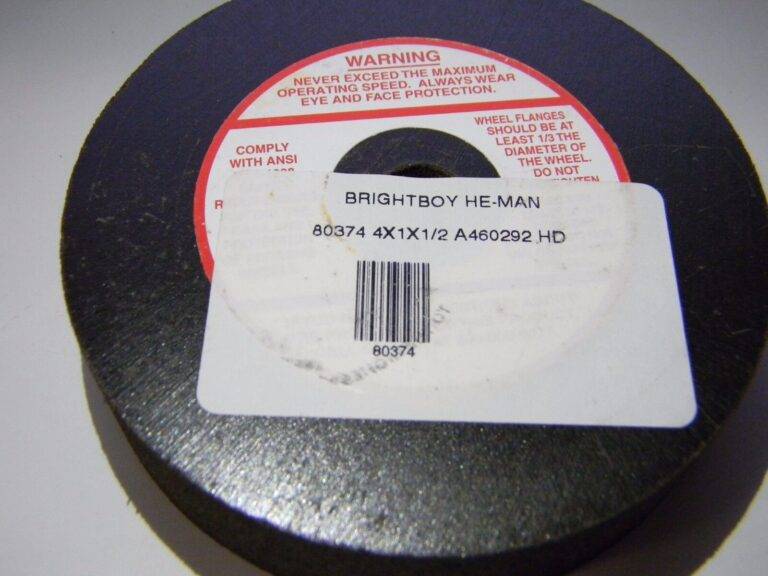 WARNING
NEVER EXCEED THE MAXIMUM
OPERATING SPEED. ALWAYS WEAR
EYE AND FACE PROTECTION.
COMPLY
WITH ANSI
WHEEL FLANGES
SHOULD BE AT
LEAST 1/3 THE
DIAMETER OF
THE WHEEL.
DO NOT
BRIGHTBOY HE-MAN
80374 4X1X1/2 A460292 HD
80374